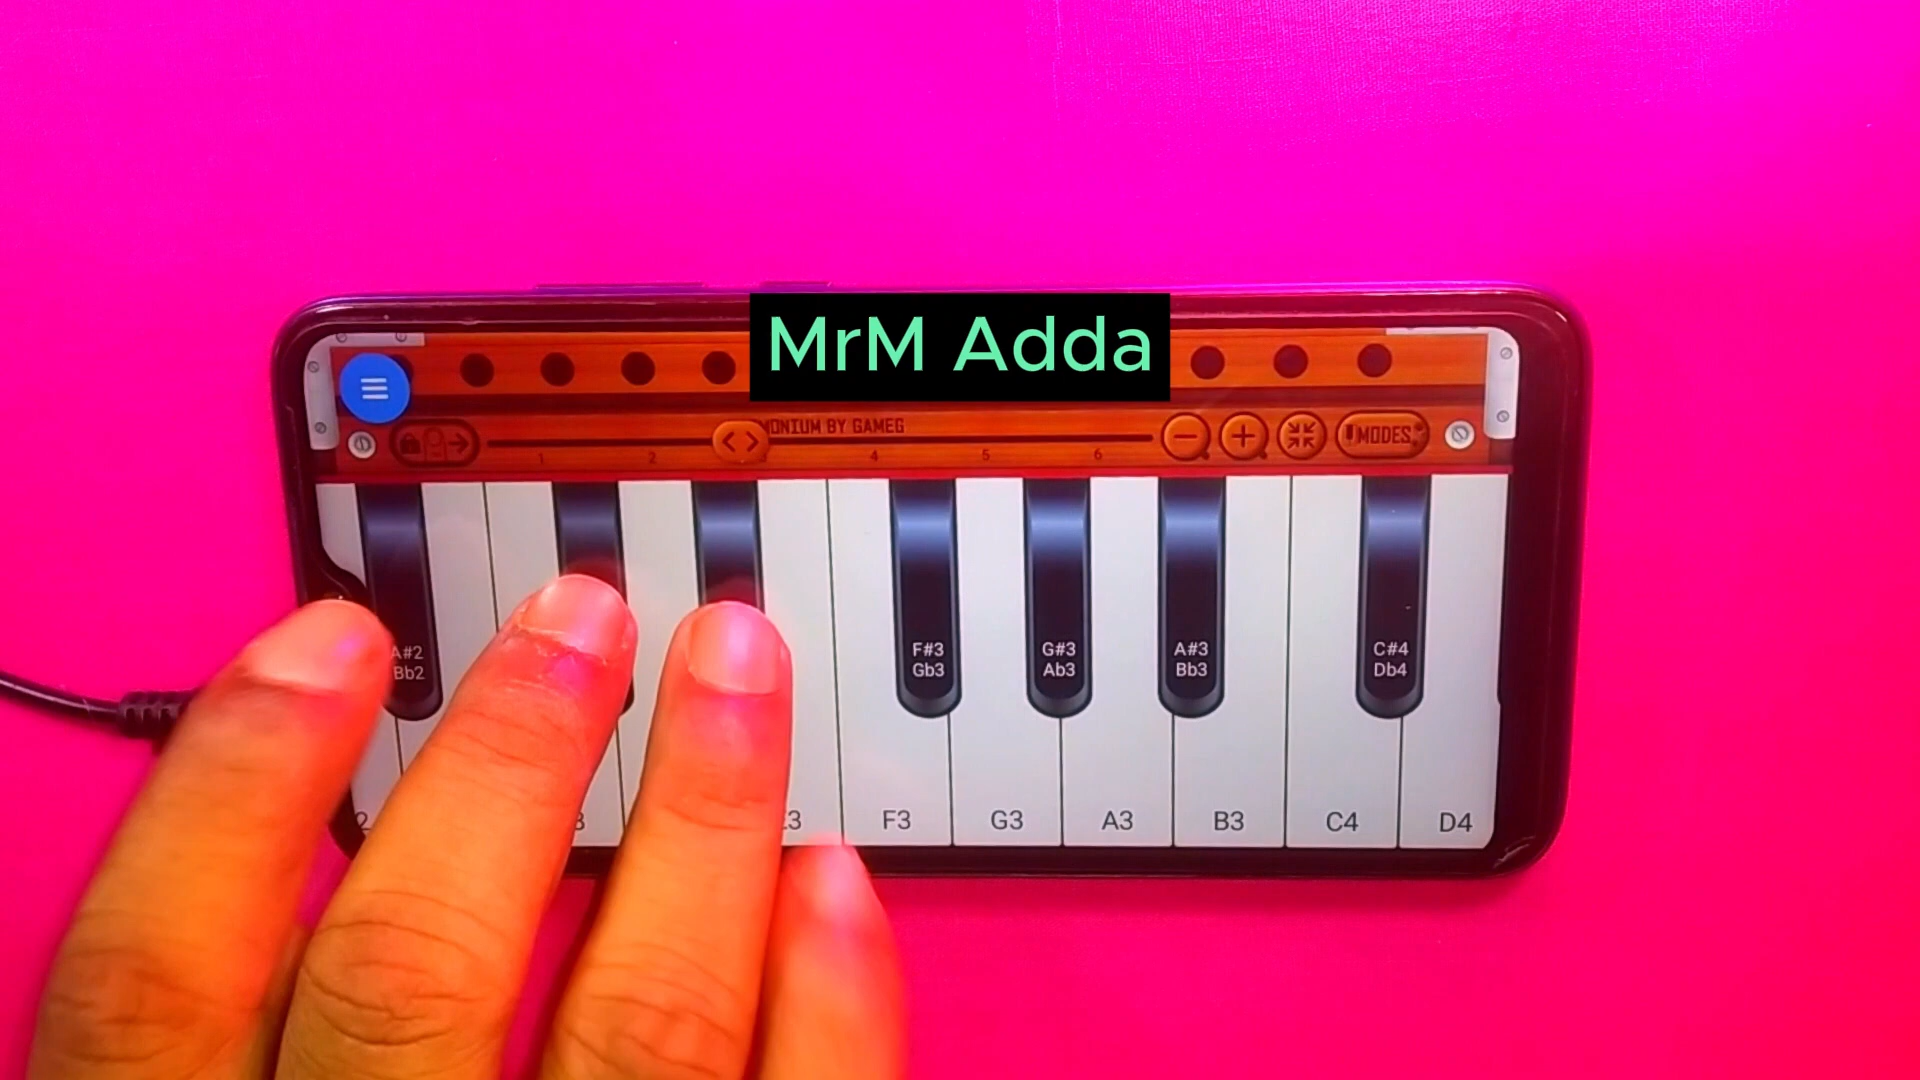 MrM Adda
MONIUM BY GAMEG
MODES
1 2 4 5 6
A#2
Bb2
F#3
Gb3
G#3
Ab3
A#3
Bb3
C#4
Db4
F3 G3 A3 B3 C4 D4